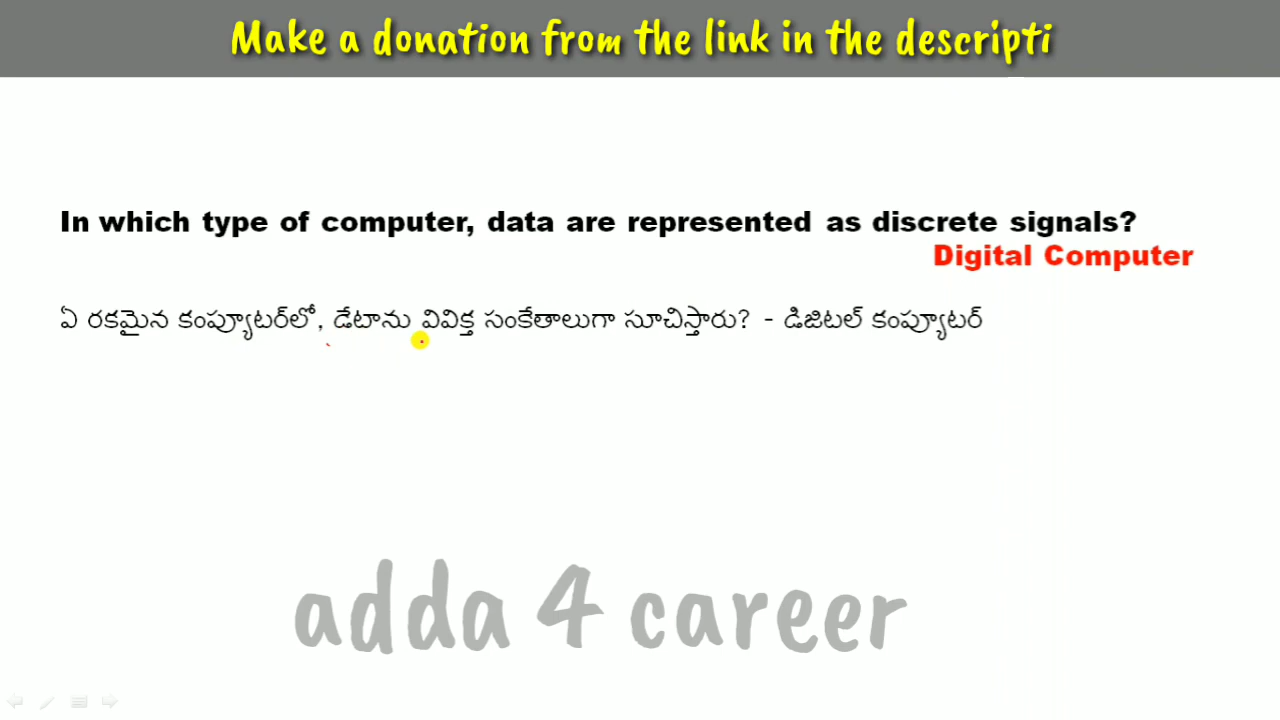 Make a donation from the link in the descripti
In which type of computer, data are represented as discrete signals?
Digital Computer
ఏ రకమైన కంప్యూటర్‌లో, డేటాను వివిక్త సంకేతాలుగా సూచిస్తారు? - డిజిటల్ కంప్యూటర్
adda 4 career